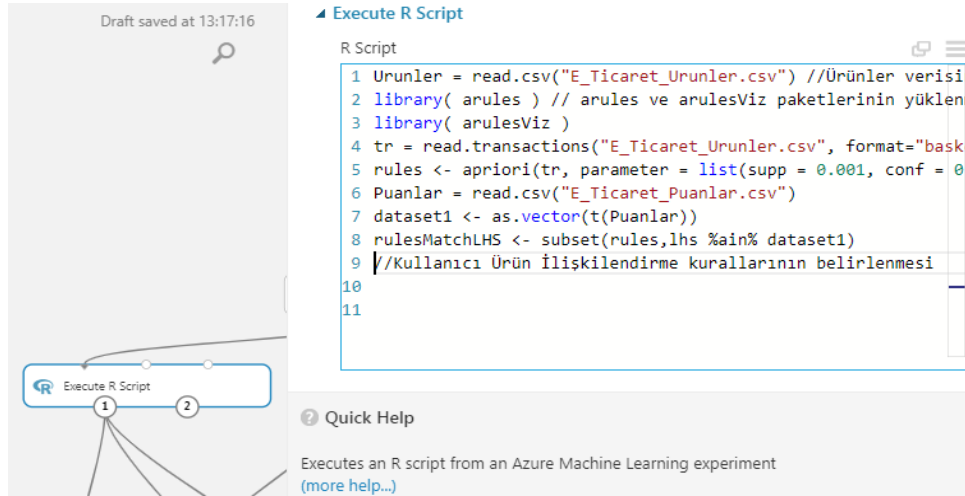 Draft saved at 13:17:16
Execute R Script
R Script
1 Urunler = read.csv("E_Ticaret_Urunler.csv") //Ürünler verisi
2 library( arules ) // arules ve arulesViz paketlerinin yüklen
3 library( arulesViz )
4 tr = read.transactions("E_Ticaret_Urunler.csv", format="bask
5 rules <- apriori(tr, parameter = list(supp = 0.001, conf = 0
6 Puanlar = read.csv("E_Ticaret_Puanlar.csv")
7 dataset1 <- as.vector(t(Puanlar))
8 rulesMatchLHS <- subset(rules,lhs %ain% dataset1)
9 //Kullanıcı Ürün İlişkilendirme kurallarının belirlenmesi
10
11
R Execute R Script
1 2
? Quick Help
Executes an R script from an Azure Machine Learning experiment
(more help...)